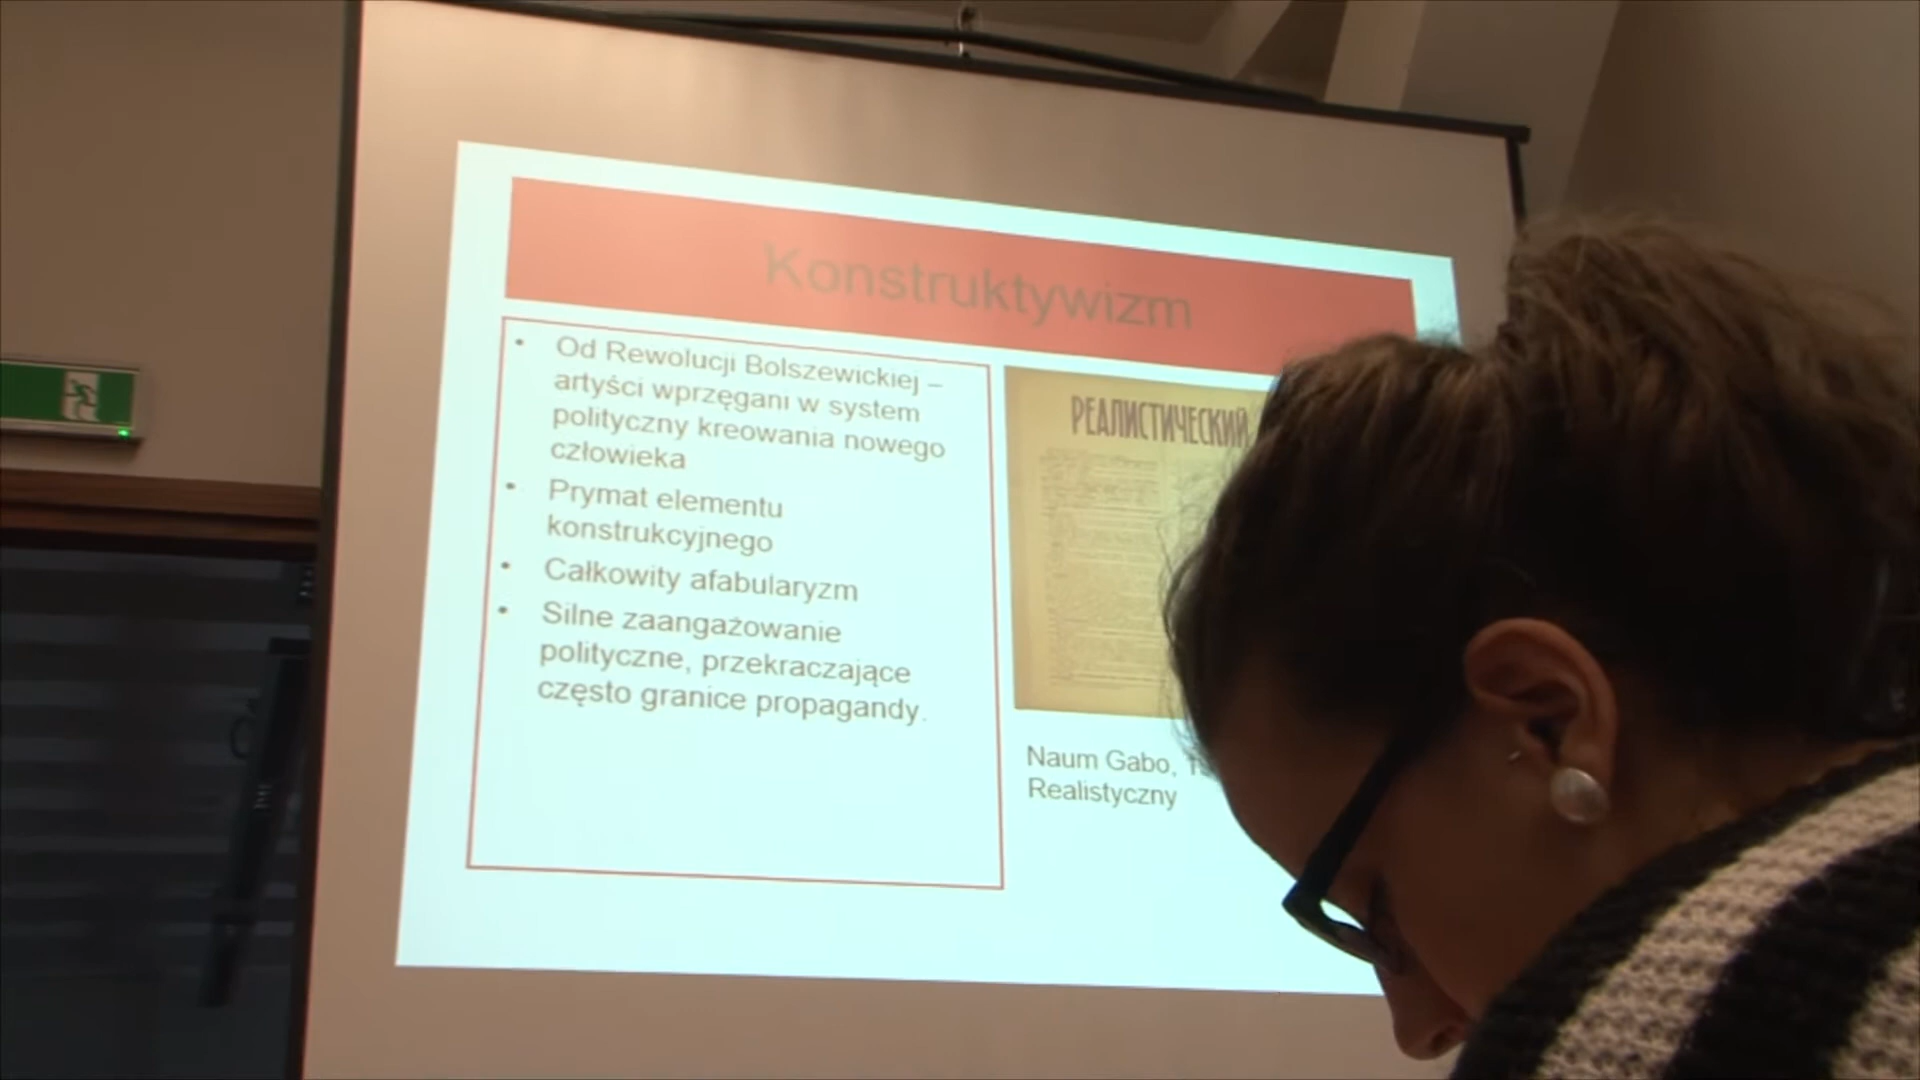 Konstruktywizm
• Od Rewolucji Bolszewickiej –
artyści wprzęgani w system
polityczny kreowania nowego
człowieka
• Prymat elementu
konstrukcyjnego
• Całkowity afabularyzm
• Silne zaangażowanie
polityczne, przekraczające
często granice propagandy.
РЕАЛИСТИЧЕСКИЙ
Naum Gabo,
Realistyczny